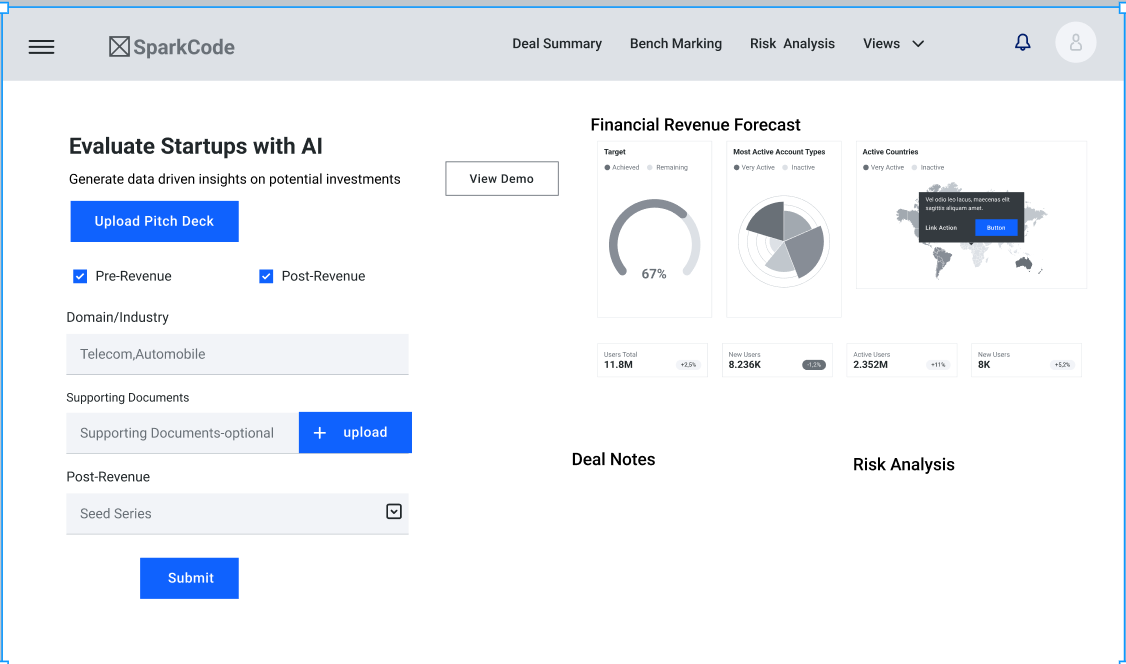 SparkCode
Deal Summary
Bench Marking
Risk Analysis
Views
Evaluate Startups with AI
Generate data driven insights on potential investments
View Demo
Upload Pitch Deck
Pre-Revenue
Post-Revenue
Domain/Industry
Telecom,Automobile
Supporting Documents
Supporting Documents-optional
+ upload
Post-Revenue
Seed Series
Submit
Financial Revenue Forecast
Target
Achieved
Remaining
67%
Most Active Account Types
Very Active
Inactive
Active Countries
Very Active
Inactive
Vel odio leo lacus, maecenas elit
sagittis aliquam amet.
Link Action
Button
Users Total
11.8M
+2,5%
New Users
8.236K
-1,2%
Active Users
2.352M
+11%
New Users
8K
+5,2%
Deal Notes
Risk Analysis